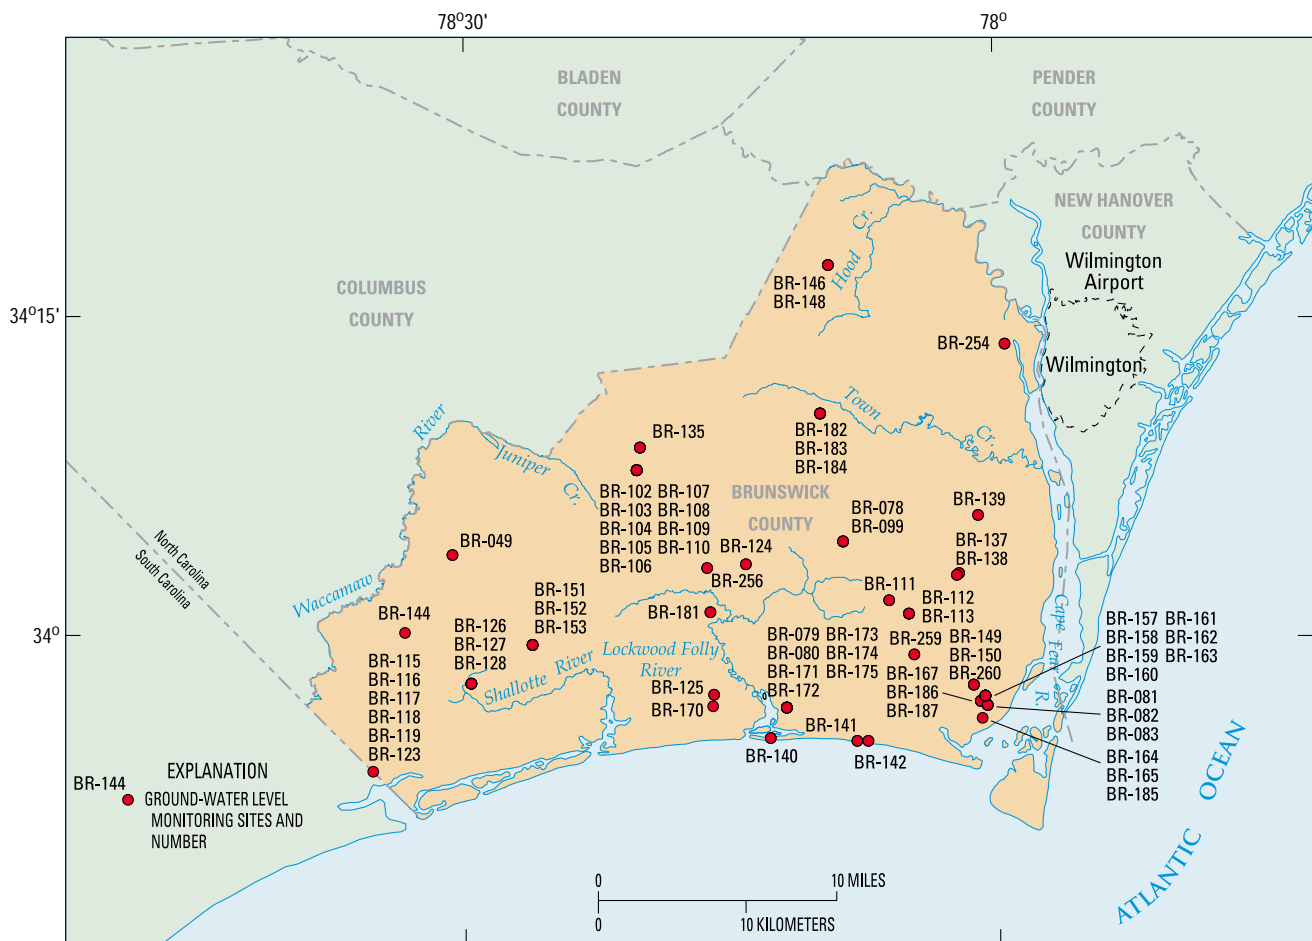 78°30'
78°
BLADEN
COUNTY
PENDER
COUNTY
NEW HANOVER
COUNTY
Wilmington
Airport
Hood Cr.
BR-146
BR-148
COLUMBUS
COUNTY
34°15'
BR-254
Wilmington
Town Cr.
River
Juniper Cr.
BR-135
BR-182
BR-183
BR-184
BR-102 BR-107
BR-103 BR-108
BR-104 BR-109
BR-105 BR-110
BR-106
BRUNSWICK
COUNTY
BR-078
BR-099
BR-139
BR-137
BR-138
North Carolina
South Carolina
BR-049
BR-124
BR-256
Waccamaw
BR-144
BR-151
BR-152
BR-153
BR-181
BR-111
BR-112
BR-113
Cape Fear
R.
34°
BR-126
BR-127
BR-128
Shallotte River
Lockwood Folly
River
BR-079 BR-173
BR-080 BR-174
BR-171 BR-175
BR-172
BR-259
BR-149
BR-150
BR-260
BR-157 BR-161
BR-158 BR-162
BR-159 BR-163
BR-160
BR-115
BR-116
BR-117
BR-118
BR-119
BR-123
BR-125
BR-170
BR-167
BR-186
BR-187
BR-081
BR-082
BR-083
BR-140
BR-141
BR-142
BR-164
BR-165
BR-185
EXPLANATION
BR-144
GROUND-WATER LEVEL
MONITORING SITES AND
NUMBER
ATLANTIC OCEAN
0 10 MILES
0 10 KILOMETERS